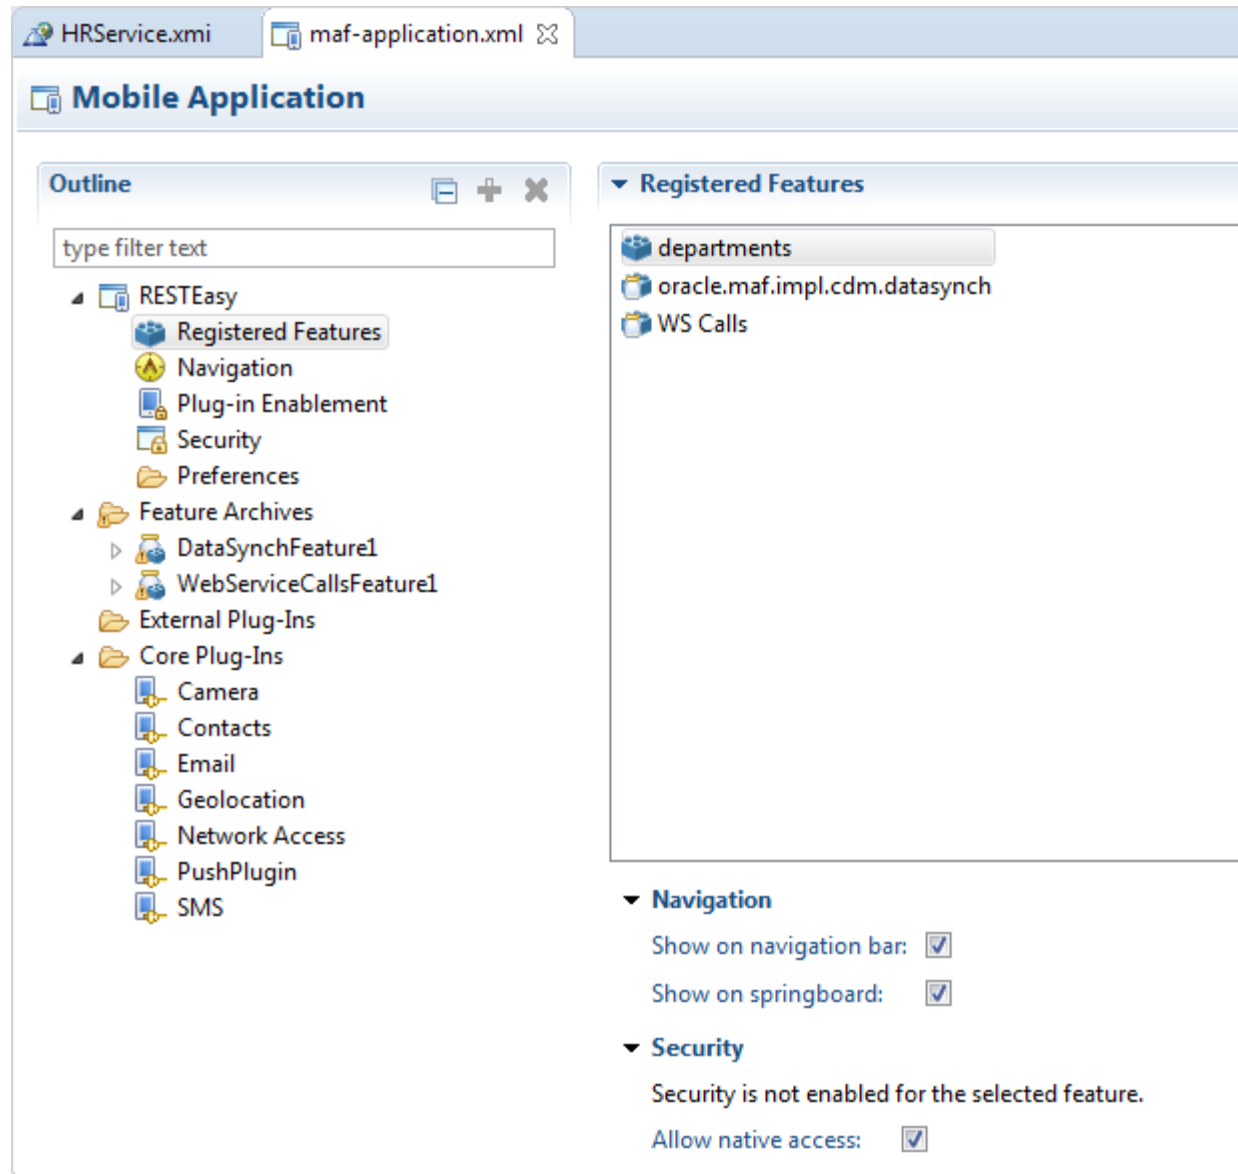 HRService.xmi
maf-application.xml
Mobile Application
Outline
type filter text
RESTEasy
Registered Features
Navigation
Plug-in Enablement
Security
Preferences
Feature Archives
DataSynchFeature1
WebServiceCallsFeature1
External Plug-Ins
Core Plug-Ins
Camera
Contacts
Email
Geolocation
Network Access
PushPlugin
SMS
Registered Features
departments
oracle.maf.impl.cdm.datasynch
WS Calls
Navigation
Show on navigation bar:
Show on springboard:
Security
Security is not enabled for the selected feature.
Allow native access: